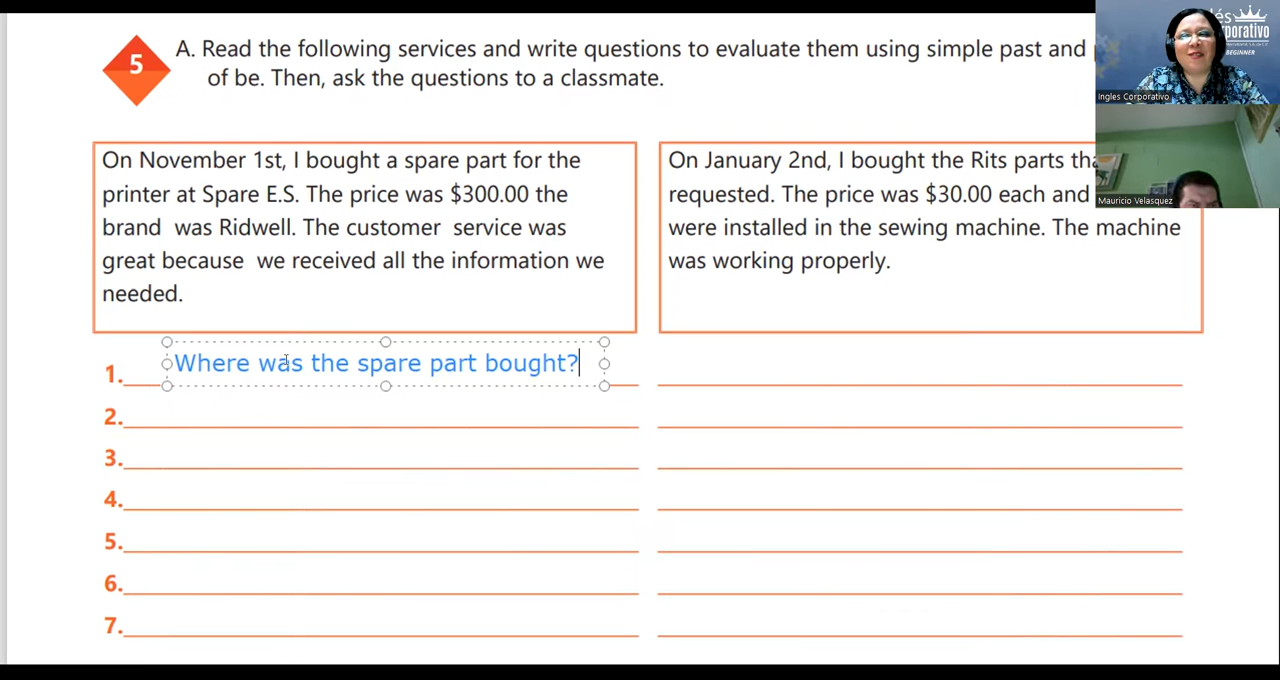 5
A. Read the following services and write questions to evaluate them using simple past and
of be. Then, ask the questions to a classmate.
On November 1st, I bought a spare part for the
printer at Spare E.S. The price was $300.00 the
brand was Ridwell. The customer service was
great because we received all the information we
needed.
On January 2nd, I bought the Rits parts
requested. The price was $30.00 each and
were installed in the sewing machine. The machine
was working properly.
1. Where was the spare part bought?
2.
3.
4.
5.
6.
7.
BEGINNER
Ingles Corporativo
Mauricio Velasquez